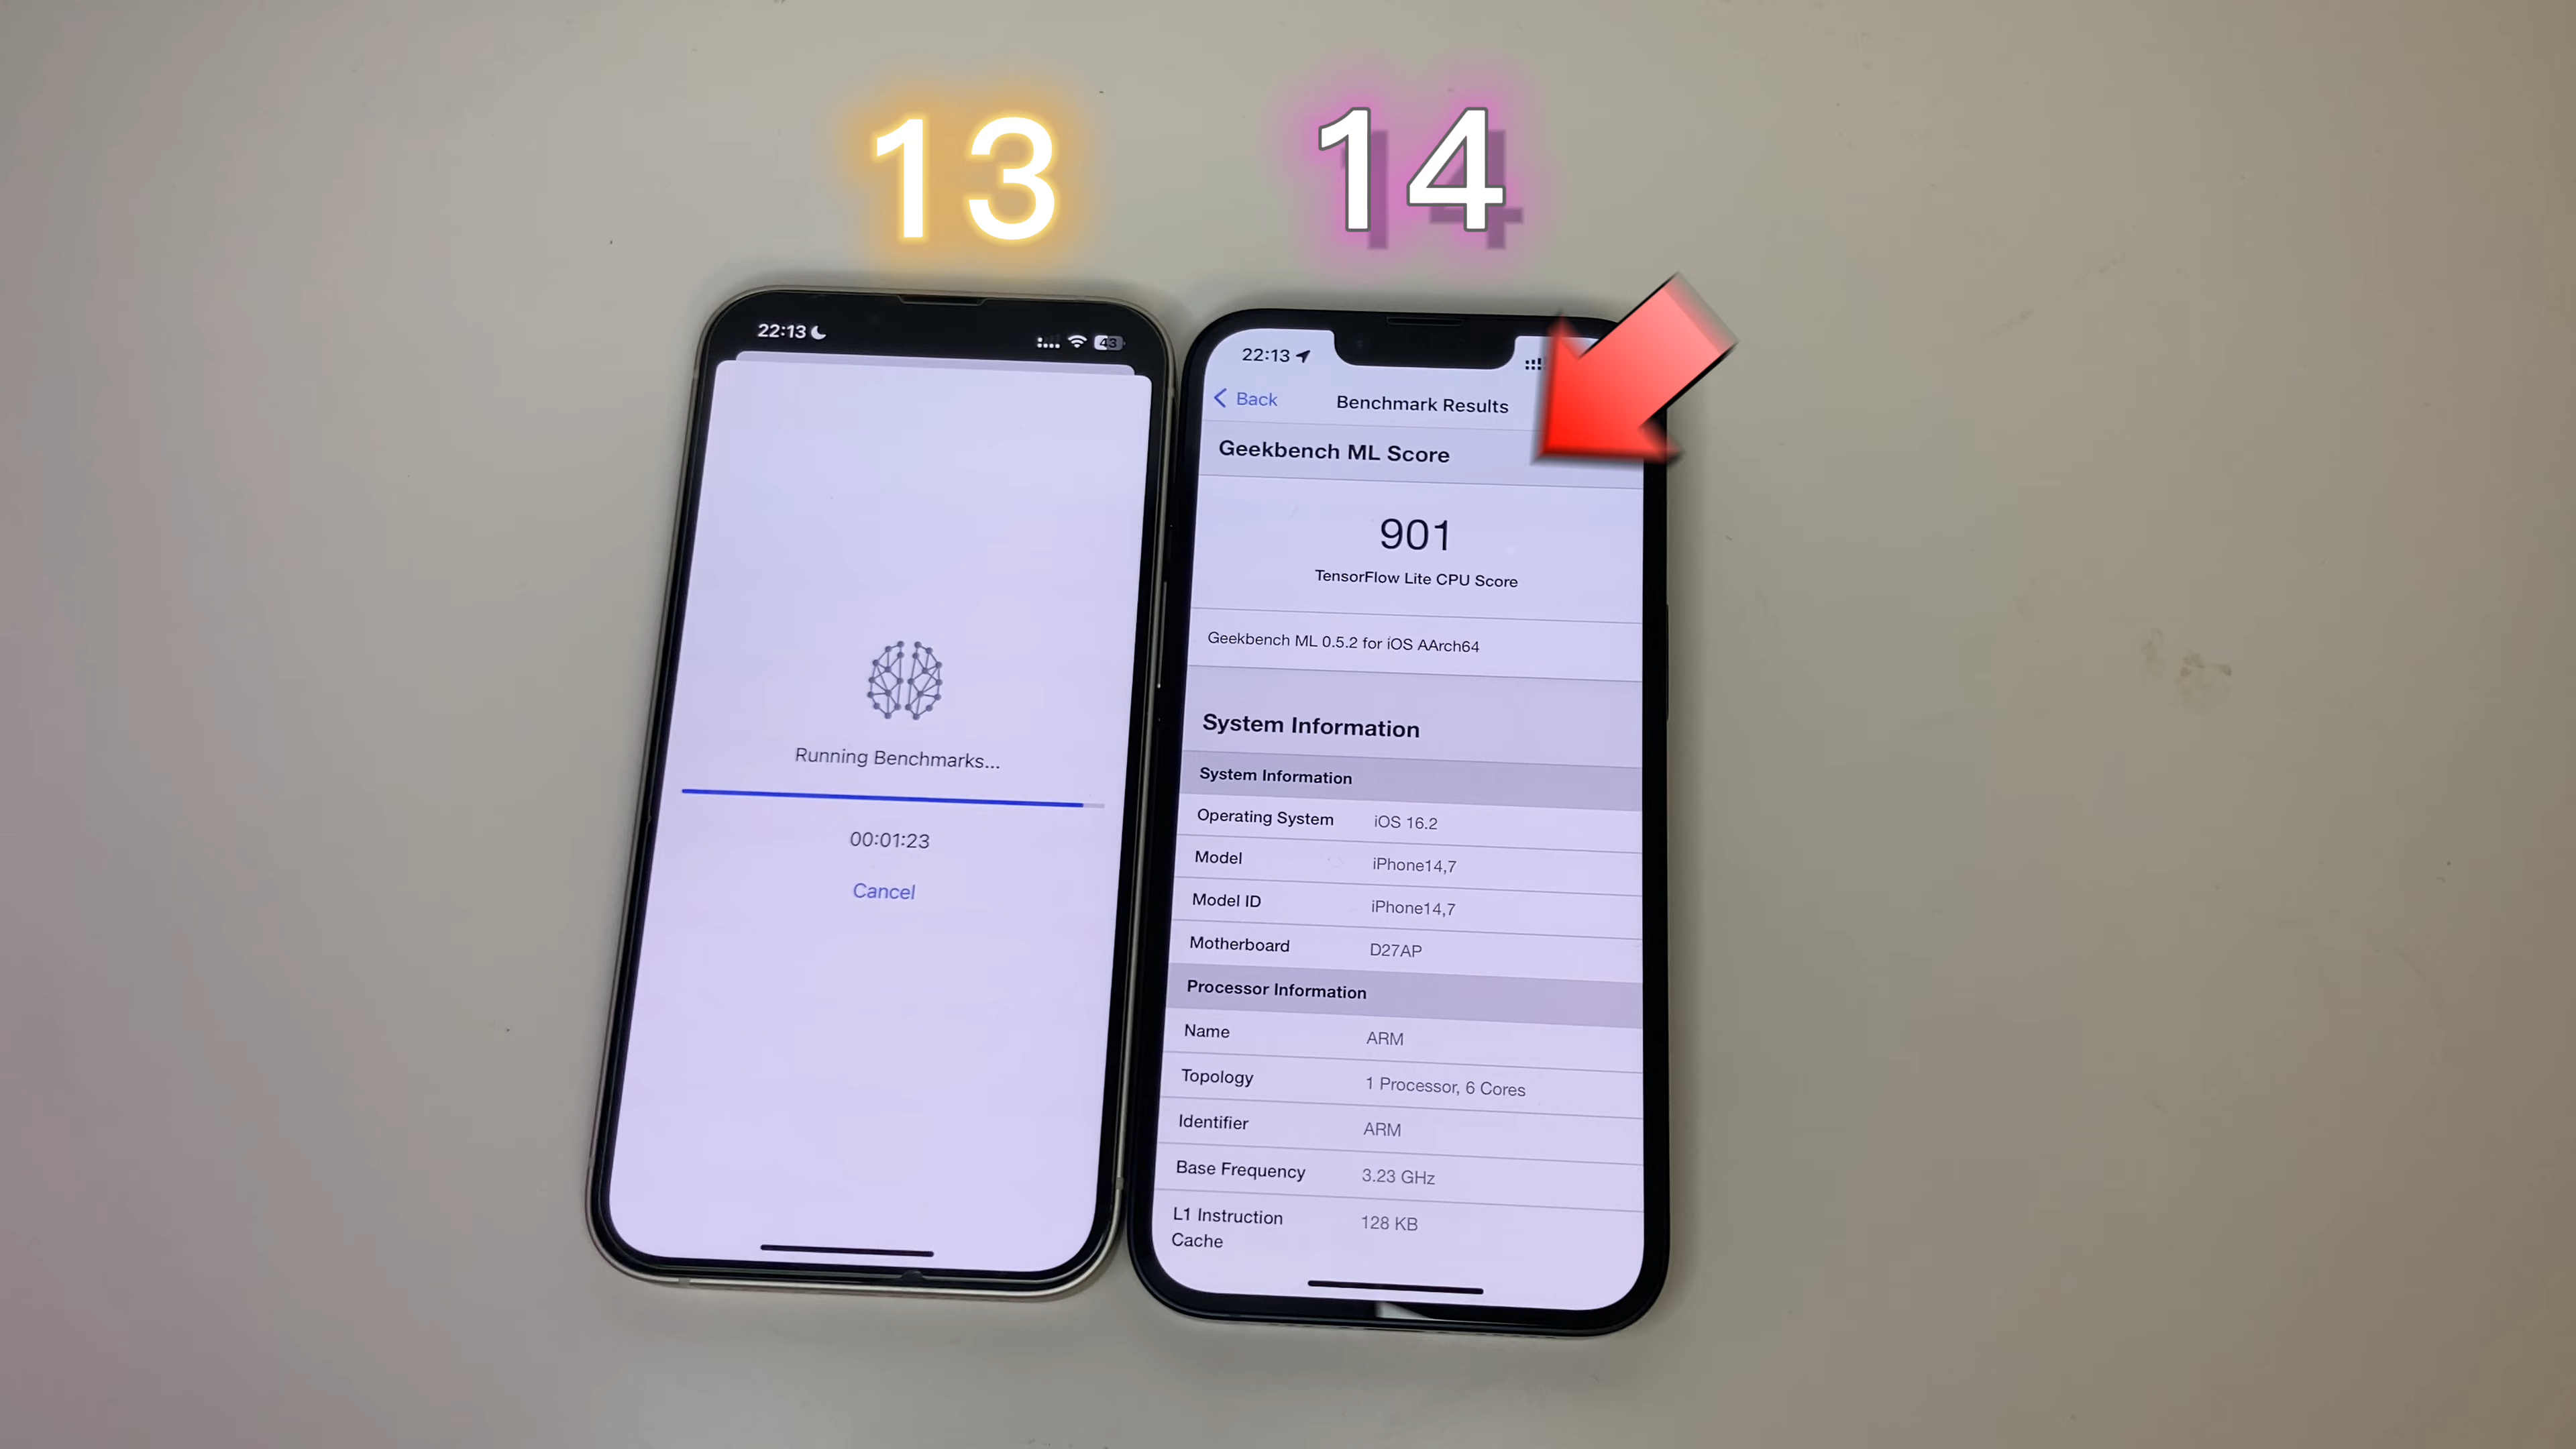 13
14
22:13
43
Running Benchmarks...
00:01:23
Cancel
22:13
Back
Benchmark Results
Geekbench ML Score
901
TensorFlow Lite CPU Score
Geekbench ML 0.5.2 for iOS AArch64
System Information
System Information
Operating System iOS 16.2
Model iPhone14,7
Model ID iPhone14,7
Motherboard D27AP
Processor Information
Name ARM
Topology 1 Processor, 6 Cores
Identifier ARM
Base Frequency 3.23 GHz
L1 Instruction 128 KB
Cache